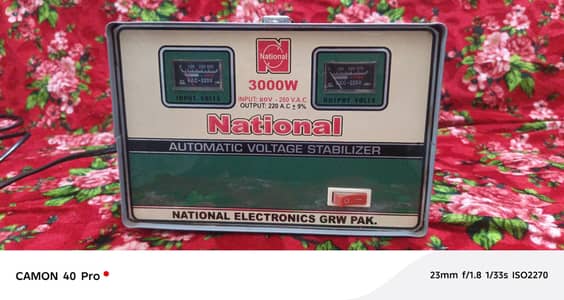 National
3000W
INPUT: 80V - 260 V.A.C
OUTPUT: 220 A.C ± 9%
INPUT VOLTS
OUTPUT VOLTS
National
AUTOMATIC VOLTAGE STABILIZER
NATIONAL ELECTRONICS GRW PAK.
CAMON 40 Pro
23mm f/1.8 1/33s ISO2270